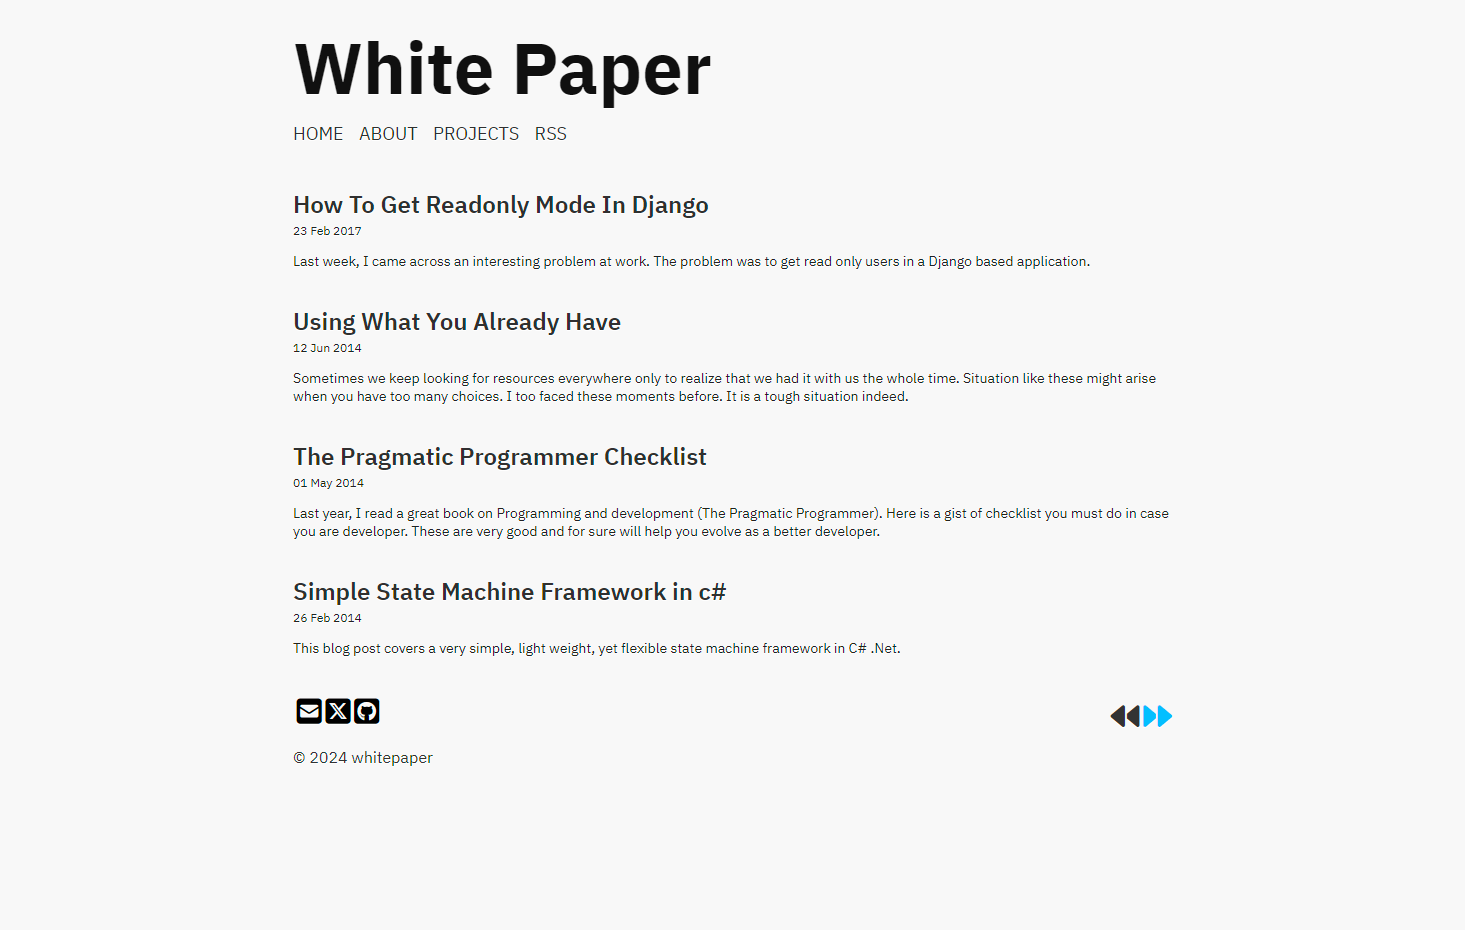 White Paper
HOME ABOUT PROJECTS RSS
How To Get Readonly Mode In Django
23 Feb 2017
Last week, I came across an interesting problem at work. The problem was to get read only users in a Django based application.
Using What You Already Have
12 Jun 2014
Sometimes we keep looking for resources everywhere only to realize that we had it with us the whole time. Situation like these might arise
when you have too many choices. I too faced these moments before. It is a tough situation indeed.
The Pragmatic Programmer Checklist
01 May 2014
Last year, I read a great book on Programming and development (The Pragmatic Programmer). Here is a gist of checklist you must do in case
you are developer. These are very good and for sure will help you evolve as a better developer.
Simple State Machine Framework in c#
26 Feb 2014
This blog post covers a very simple, light weight, yet flexible state machine framework in C# .Net.
© 2024 whitepaper